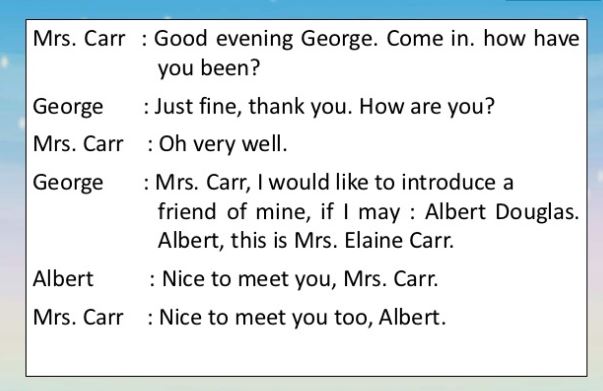 Mrs. Carr : Good evening George. Come in. how have
you been?
George : Just fine, thank you. How are you?
Mrs. Carr : Oh very well.
George : Mrs. Carr, I would like to introduce a
friend of mine, if I may : Albert Douglas.
Albert, this is Mrs. Elaine Carr.
Albert : Nice to meet you, Mrs. Carr.
Mrs. Carr : Nice to meet you too, Albert.